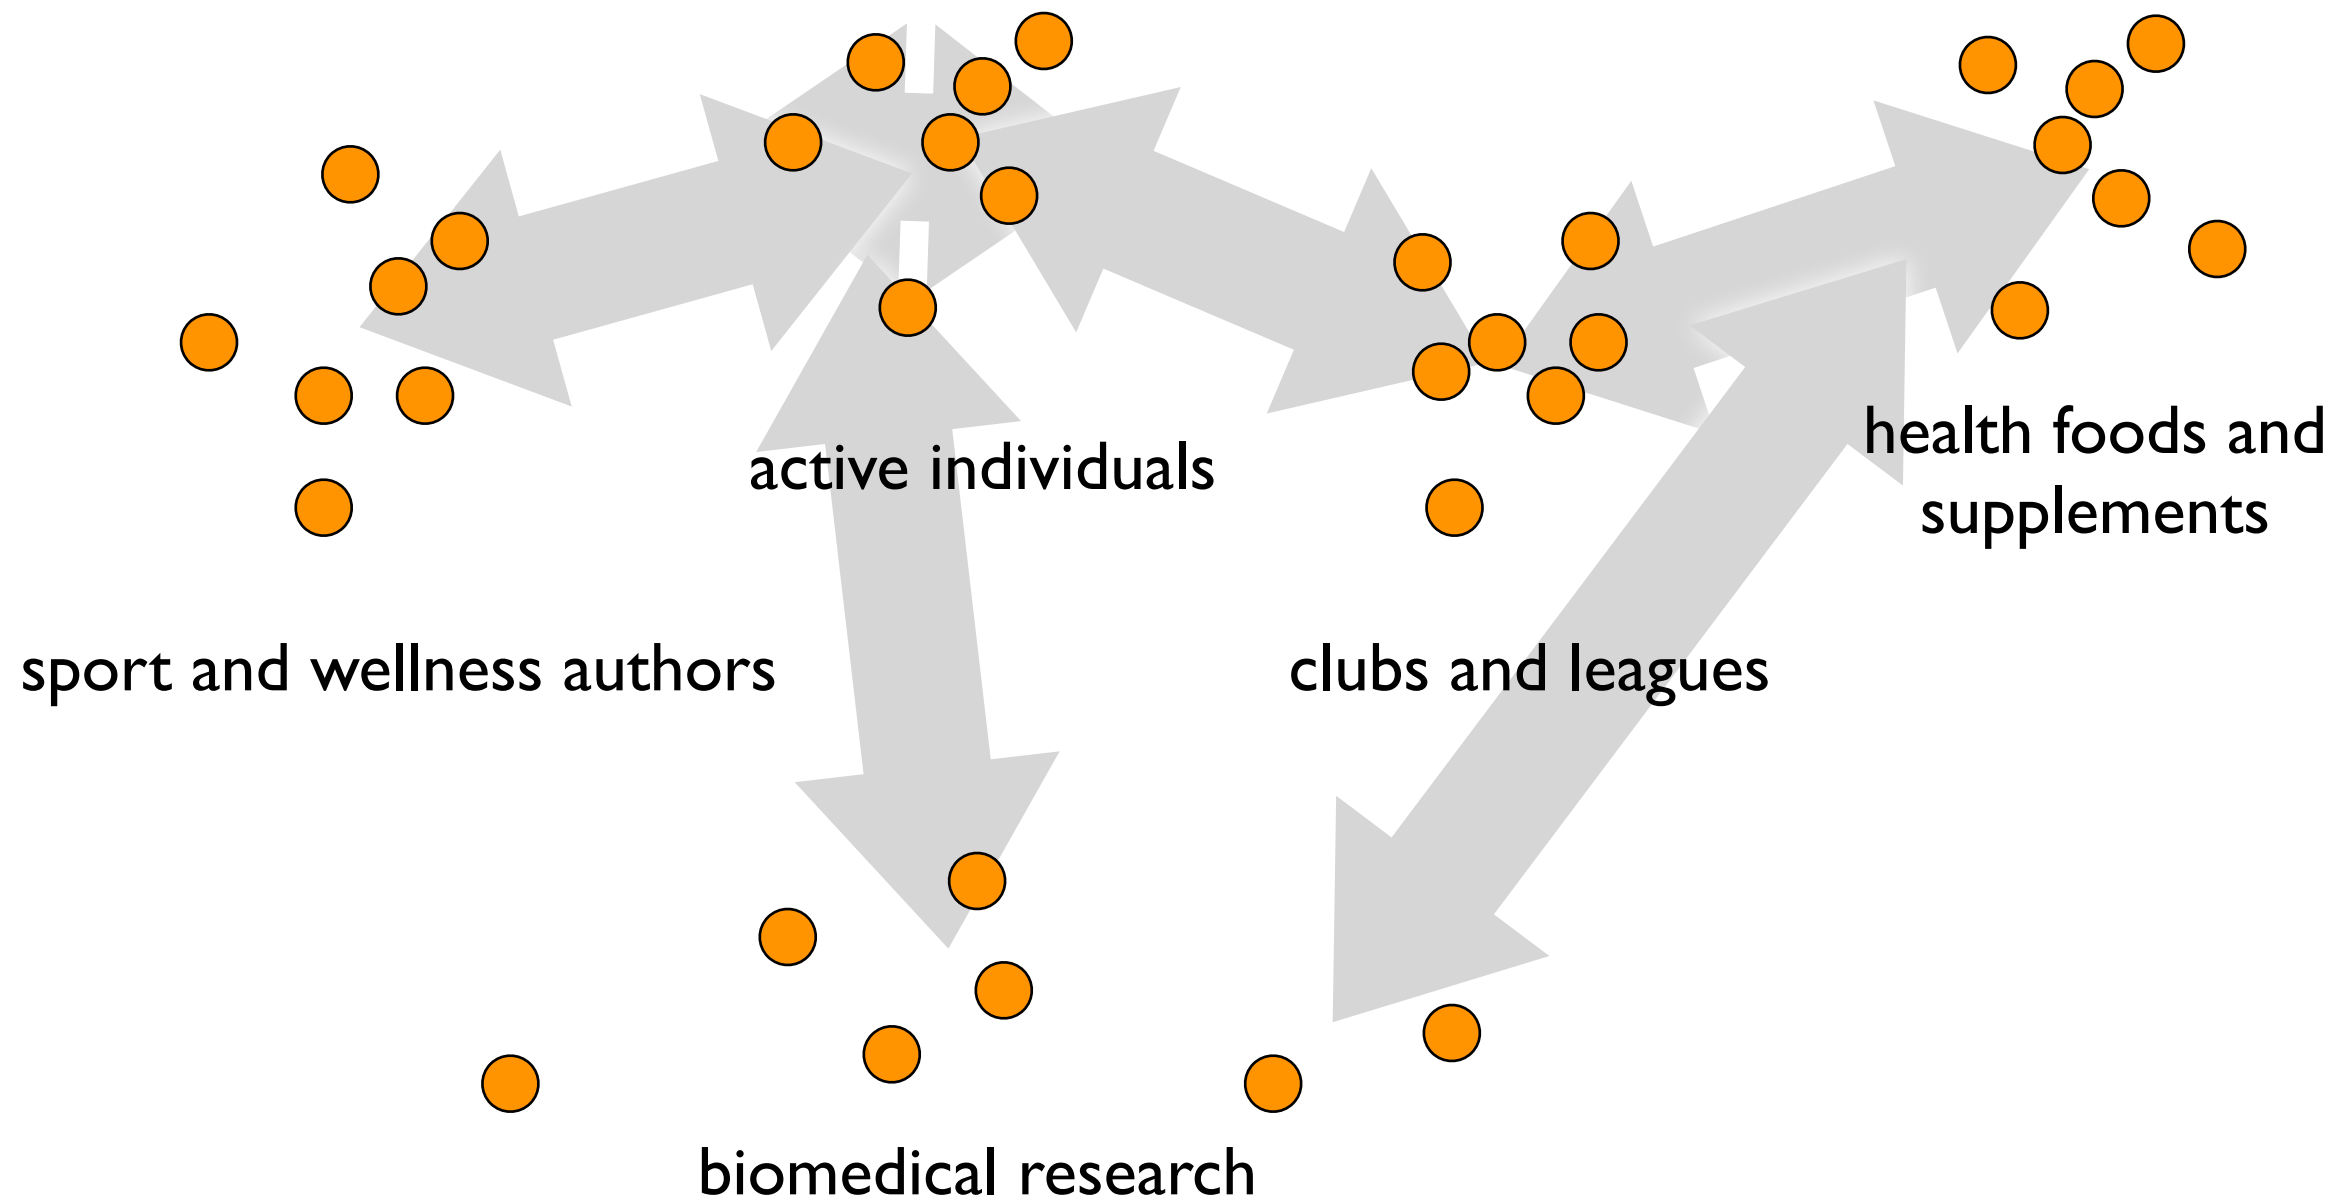 active individuals
health foods and
supplements
sport and wellness authors
clubs and leagues
biomedical research